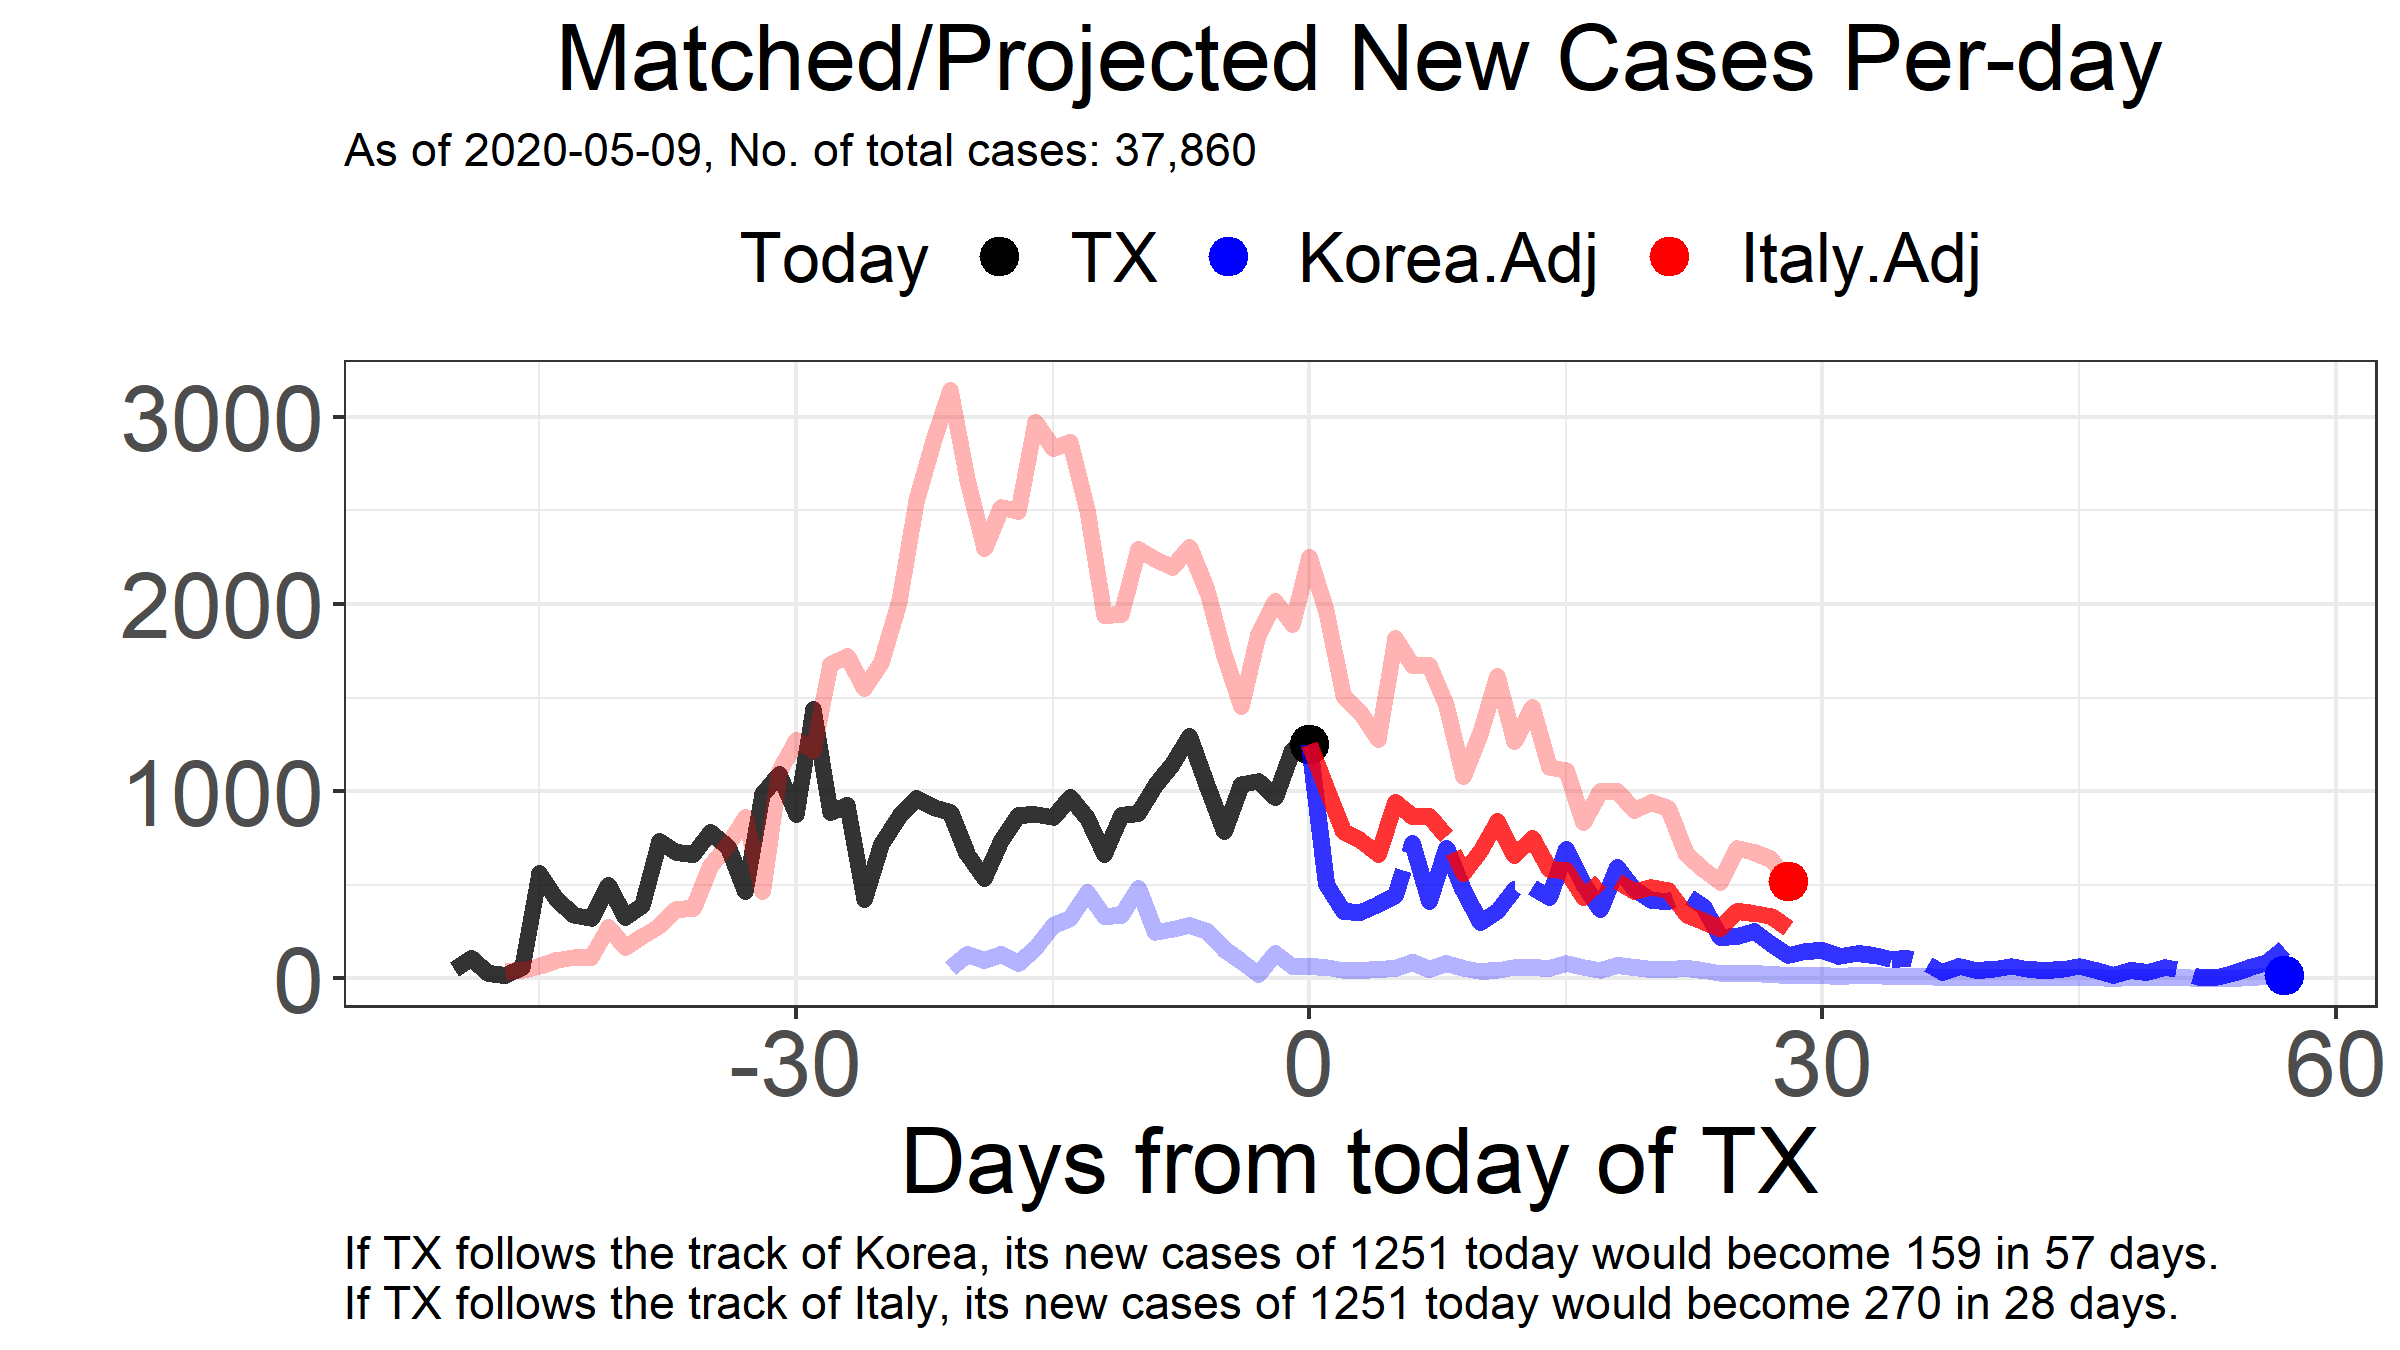 Matched/Projected New Cases Per-day
As of 2020-05-09, No. of total cases: 37,860
Today TX Korea.Adj Italy.Adj
3000
2000
1000
0
-30 0 30 60
Days from today of TX
If TX follows the track of Korea, its new cases of 1251 today would become 159 in 57 days.
If TX follows the track of Italy, its new cases of 1251 today would become 270 in 28 days.